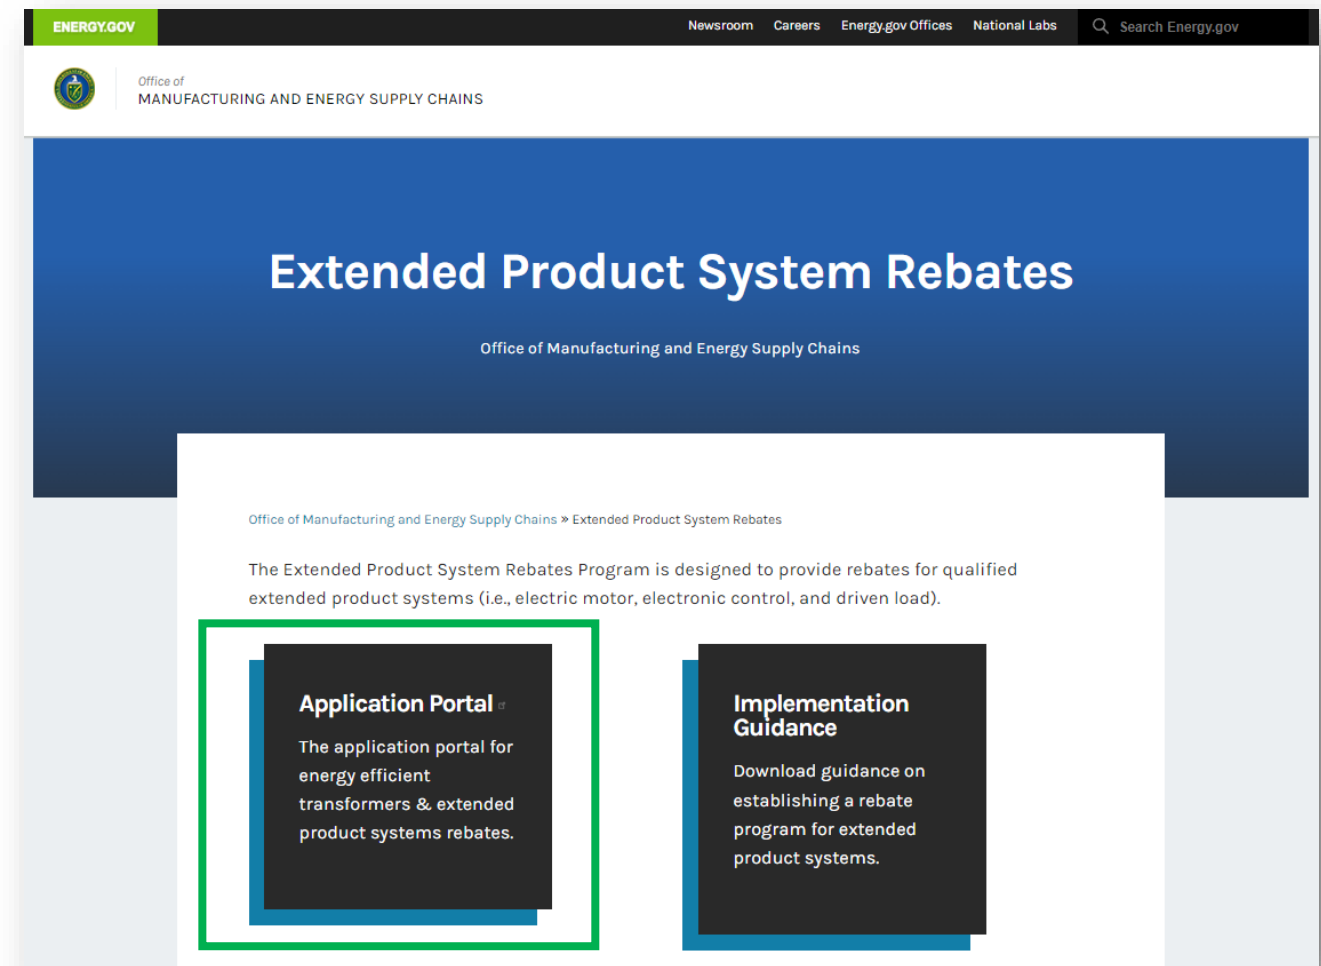 ENERGY.GOV
Newsroom Careers Energy.gov Offices National Labs Search Energy.gov
Office of
MANUFACTURING AND ENERGY SUPPLY CHAINS
Extended Product System Rebates
Office of Manufacturing and Energy Supply Chains
Office of Manufacturing and Energy Supply Chains » Extended Product System Rebates
The Extended Product System Rebates Program is designed to provide rebates for qualified
extended product systems (i.e., electric motor, electronic control, and driven load).
Application Portal
The application portal for
energy efficient
transformers & extended
product systems rebates.
Implementation
Guidance
Download guidance on
establishing a rebate
program for extended
product systems.